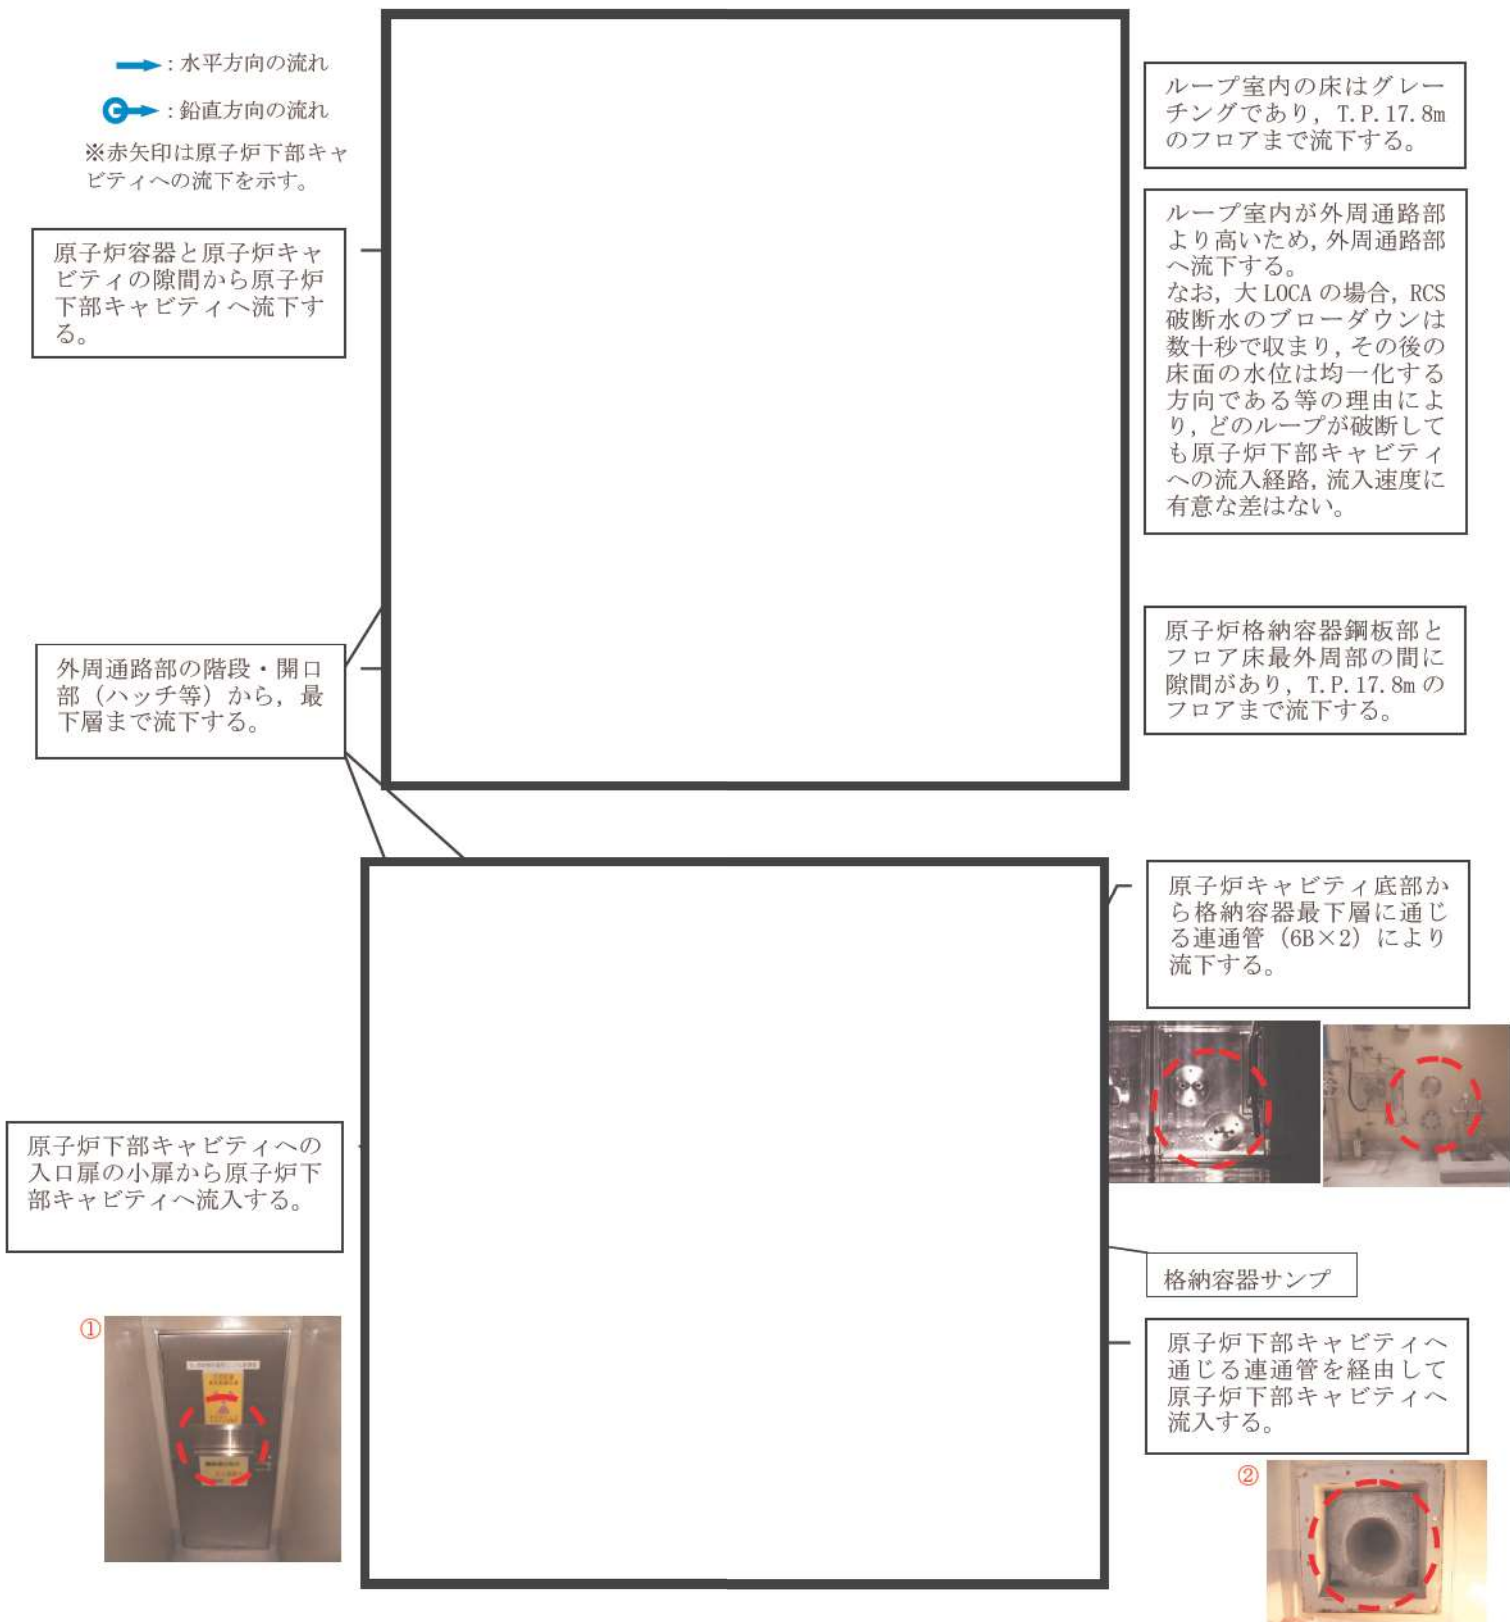 ：水平方向の流れ
：鉛直方向の流れ
※赤矢印は原子炉下部キャ
ビティへの流下を示す。
原子炉容器と原子炉キャ
ビティの隙間から原子炉
下部キャビティへ流下す
る。
外周通路部の階段・開口
部（ハッチ等）から，最
下層まで流下する。
原子炉下部キャビティへの
入口扉の小扉から原子炉下
部キャビティへ流入する。
①
ループ室内の床はグレー
チングであり，T.P.17.8m
のフロアまで流下する。
ループ室内が外周通路部
より高いため，外周通路部
へ流下する。
なお，大 LOCA の場合，RCS
破断水のブローダウンは
数十秒で収まり，その後の
床面の水位は均一化する
方向である等の理由によ
り，どのループが破断して
も原子炉下部キャビティ
への流入経路，流入速度に
有意な差はない。
原子炉格納容器鋼板部と
フロア床最外周部の間に
隙間があり，T.P.17.8m の
フロアまで流下する。
原子炉キャビティ底部か
ら格納容器最下層に通じ
る連通管（6B×2）により
流下する。
格納容器サンプ
原子炉下部キャビティへ
通じる連通管を経由して
原子炉下部キャビティへ
流入する。
②